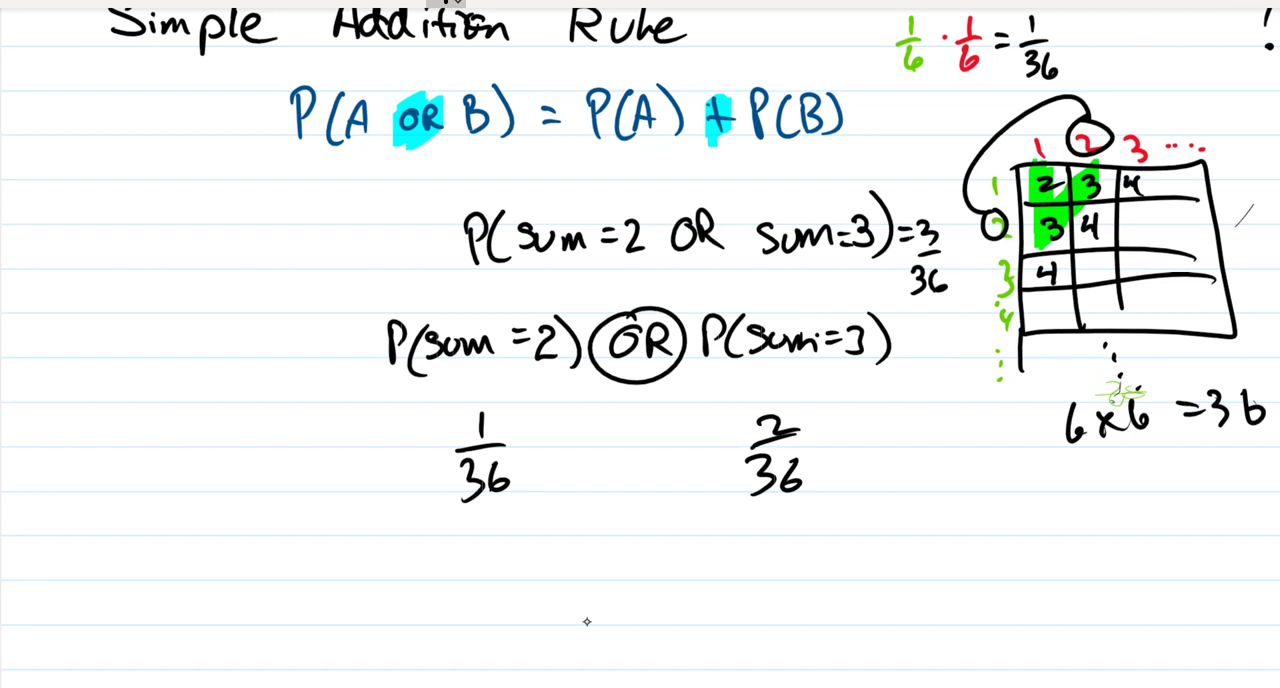 Simple Addition Rule
1/6 · 1/6 = 1/36
P(A OR B) = P(A) + P(B)
1 2 3 ....
1 2 3 4
2 3 4
3 4
4
P(sum = 2 OR sum = 3) = 3/36
P(sum = 2) OR P(sum = 3)
6 x 6 = 36
1/36 2/36